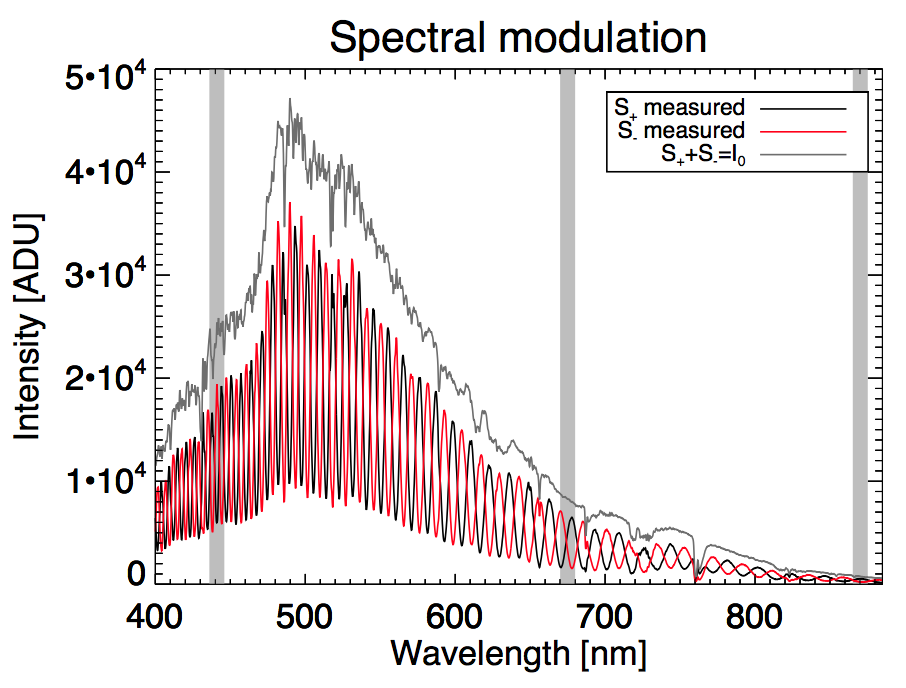 Spectral modulation
5•10⁴
4•10⁴
3•10⁴
2•10⁴
1•10⁴
0
Intensity [ADU]
S₊ measured
S₋ measured
S₊+S₋=I₀
400 500 600 700 800
Wavelength [nm]